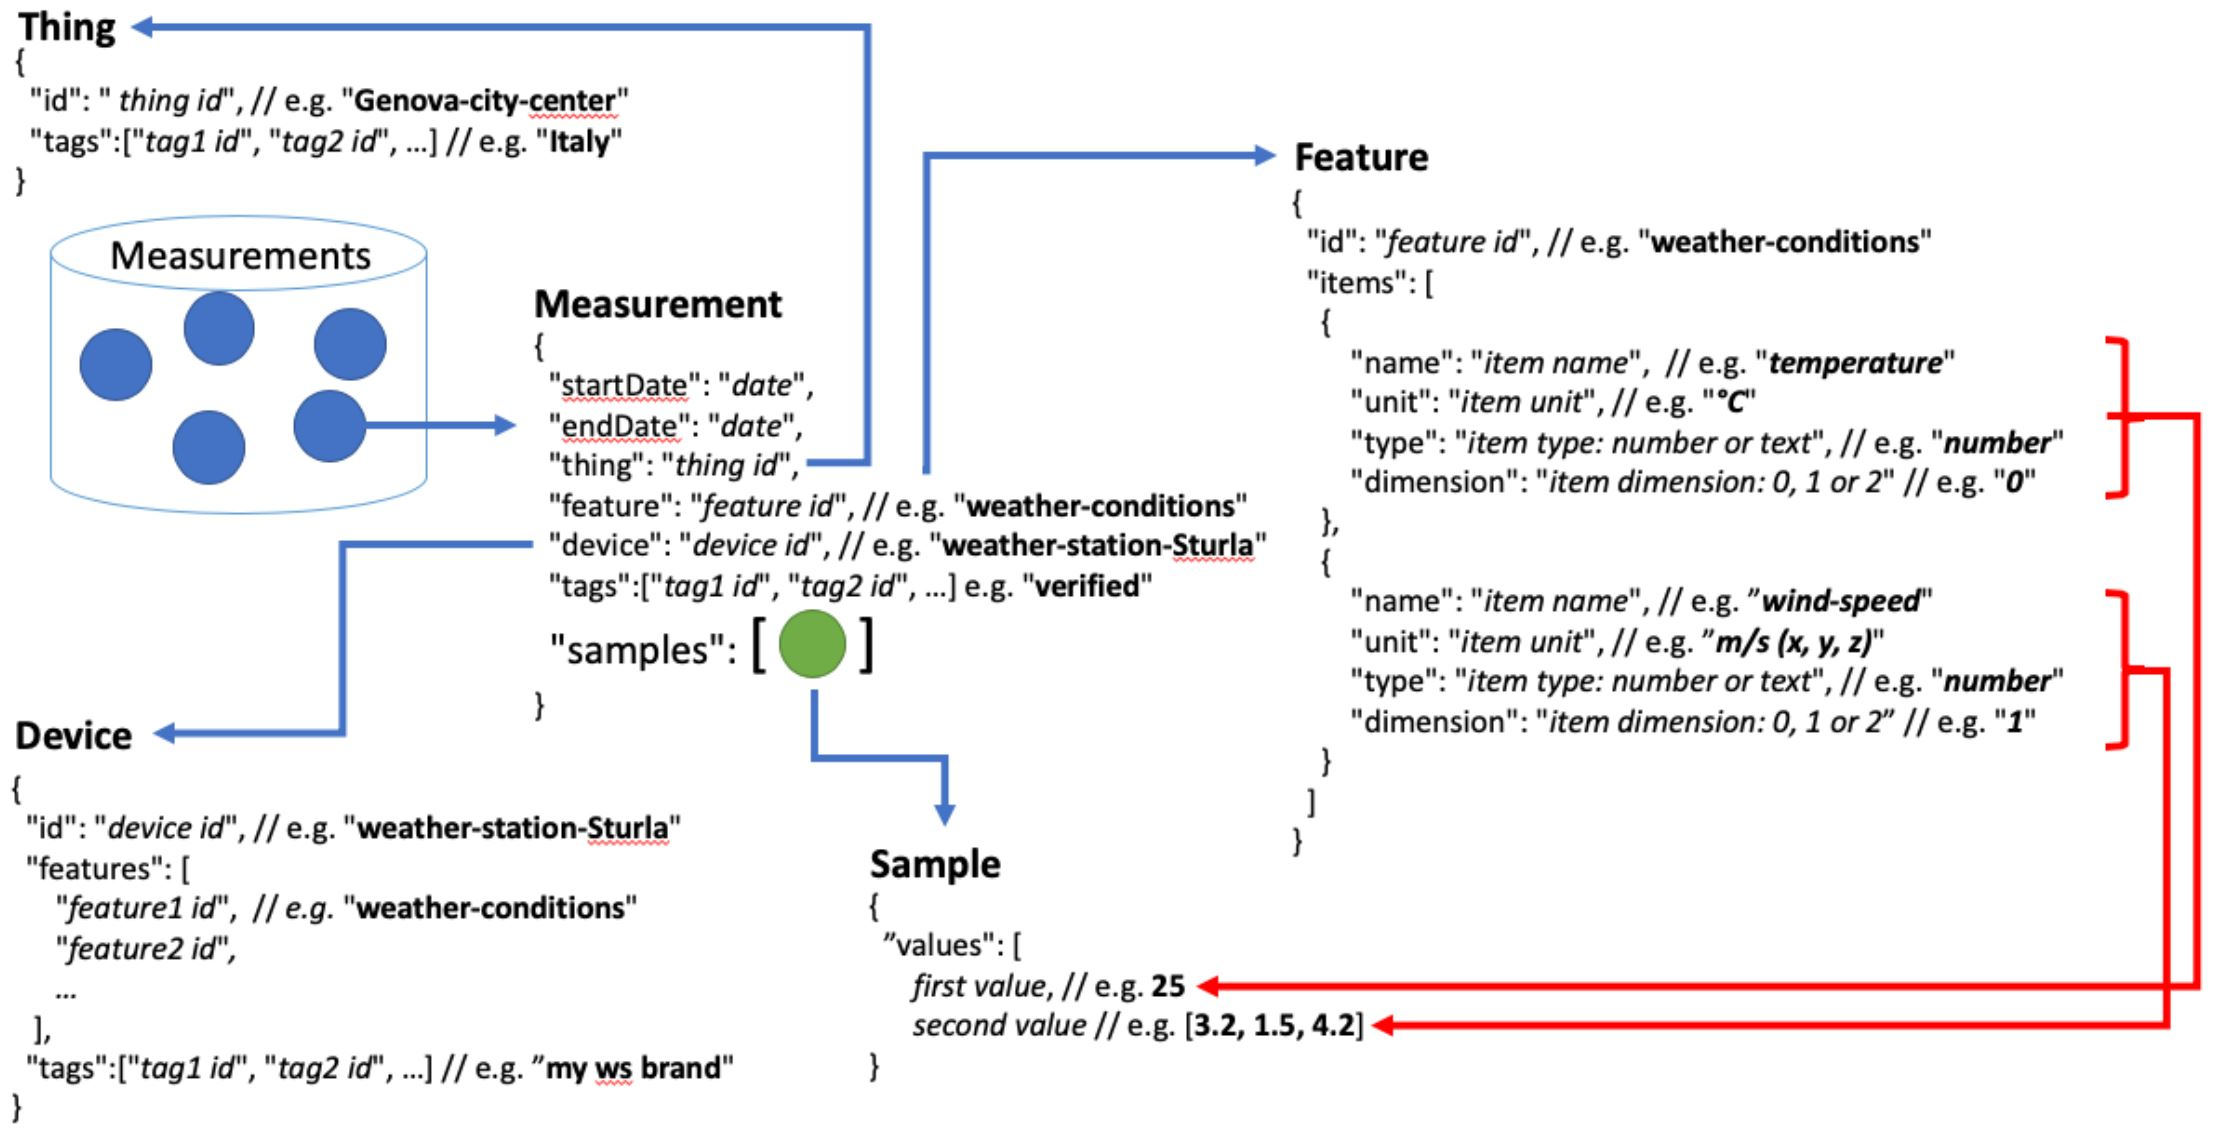 Thing
{
"id": " thing id", // e.g. "Genova-city-center"
"tags":["tag1 id", "tag2 id", ...] // e.g. "Italy"
}
Measurements
Measurement
{
"startDate": "date",
"endDate": "date",
"thing": "thing id",
"feature": "feature id", // e.g. "weather-conditions"
"device": "device id", // e.g. "weather-station-Sturla"
"tags":["tag1 id", "tag2 id", ...] e.g. "verified"
"samples": [ ]
}
Device
{
"id": "device id", // e.g. "weather-station-Sturla"
"features": [
"feature1 id", // e.g. "weather-conditions"
"feature2 id",
...
],
"tags":["tag1 id", "tag2 id", ...] // e.g. ”my ws brand"
}
Sample
{
”values": [
first value, // e.g. 25
second value // e.g. [3.2, 1.5, 4.2]
}
Feature
{
"id": "feature id", // e.g. "weather-conditions"
"items": [
{
"name": "item name", // e.g. "temperature"
"unit": "item unit", // e.g. "°C"
"type": "item type: number or text", // e.g. "number"
"dimension": "item dimension: 0, 1 or 2" // e.g. "0"
},
{
"name": "item name", // e.g. ”wind-speed"
"unit": "item unit", // e.g. ”m/s (x, y, z)"
"type": "item type: number or text", // e.g. "number"
"dimension": "item dimension: 0, 1 or 2” // e.g. "1"
}
]
}